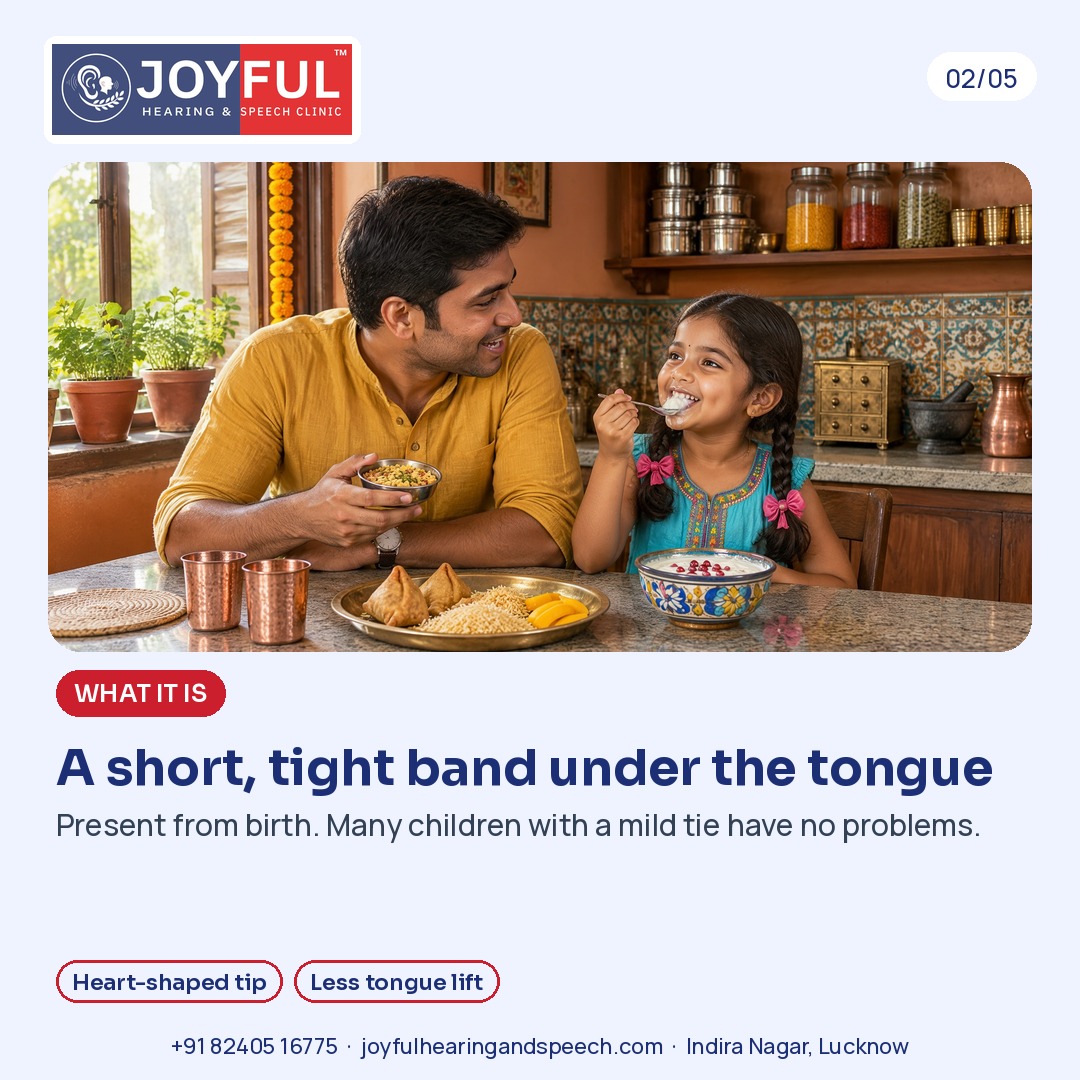 JOYFUL™
HEARING & SPEECH CLINIC
02/05
WHAT IT IS
A short, tight band under the tongue
Present from birth. Many children with a mild tie have no problems.
Heart-shaped tip
Less tongue lift
+91 82405 16775 · joyfulhearingandspeech.com · Indira Nagar, Lucknow